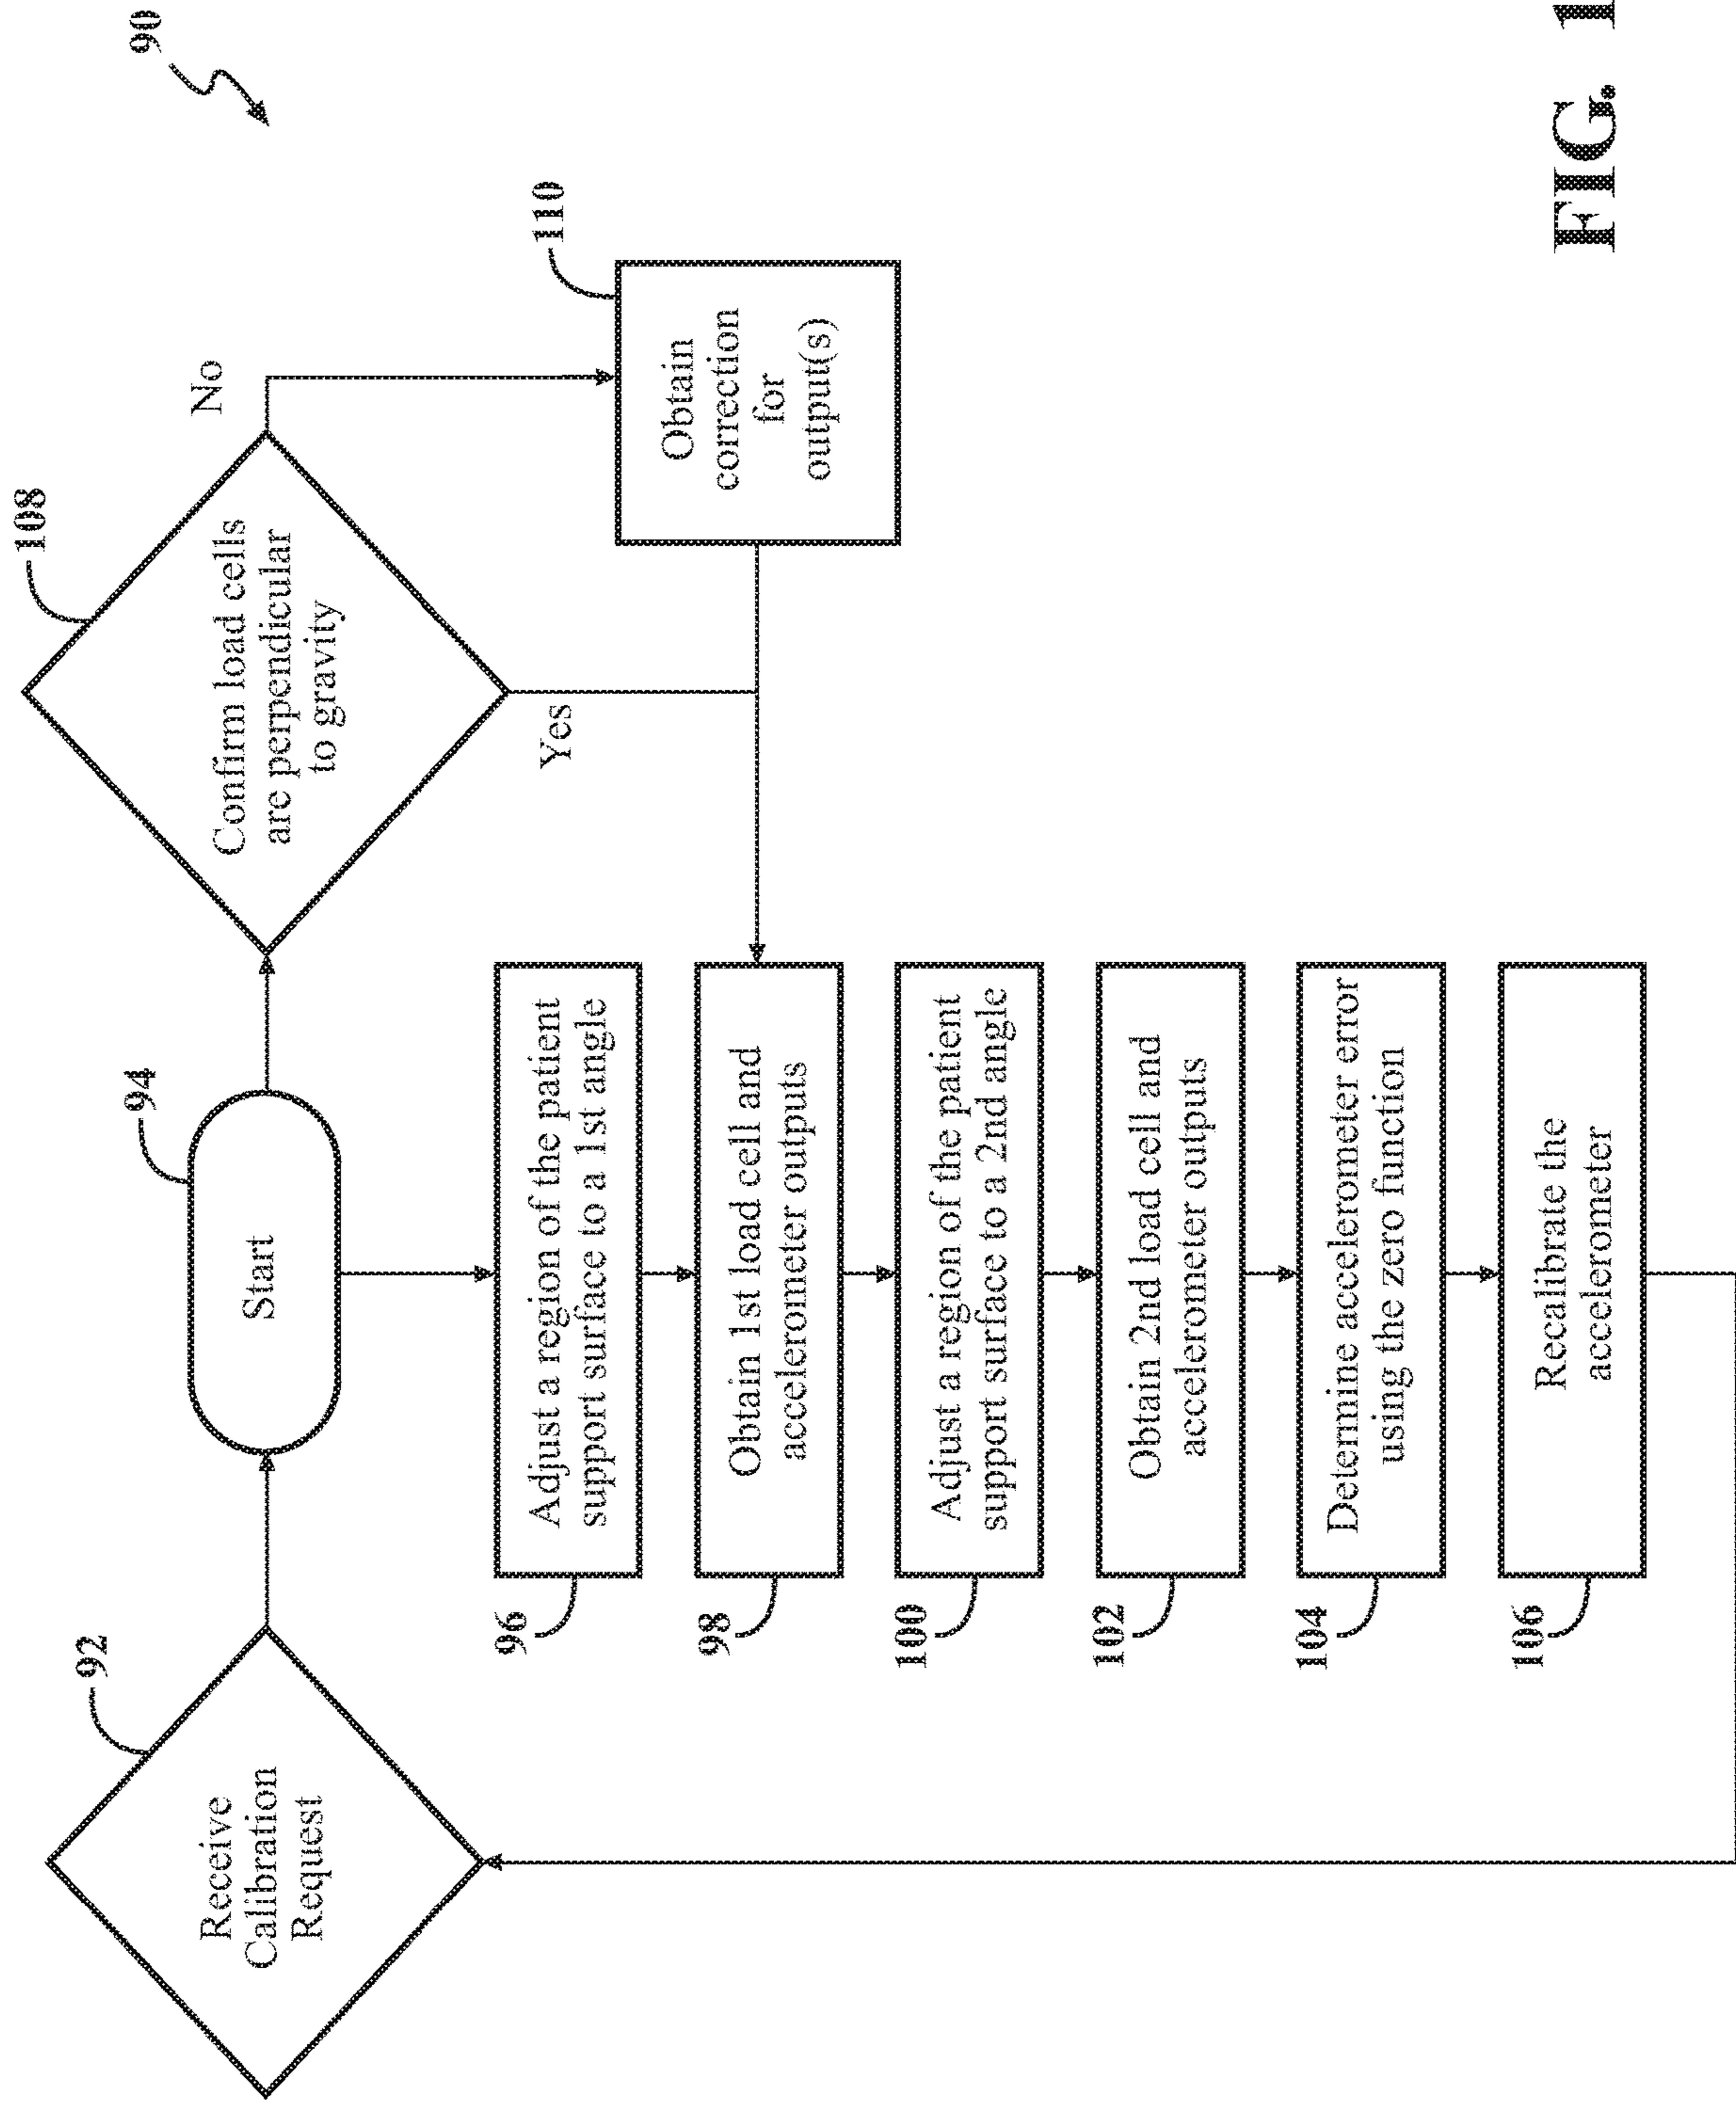 90
92
Receive
Calibration
Request
94
Start
108
Confirm load cells
are perpendicular
to gravity
No
Yes
110
Obtain
correction
for
output(s)
96
Adjust a region of the patient
support surface to a 1st angle
98
Obtain 1st load cell and
accelerometer outputs
100
Adjust a region of the patient
support surface to a 2nd angle
102
Obtain 2nd load cell and
accelerometer outputs
104
Determine accelerometer error
using the zero function
106
Recalibrate the
accelerometer
FIG. 1